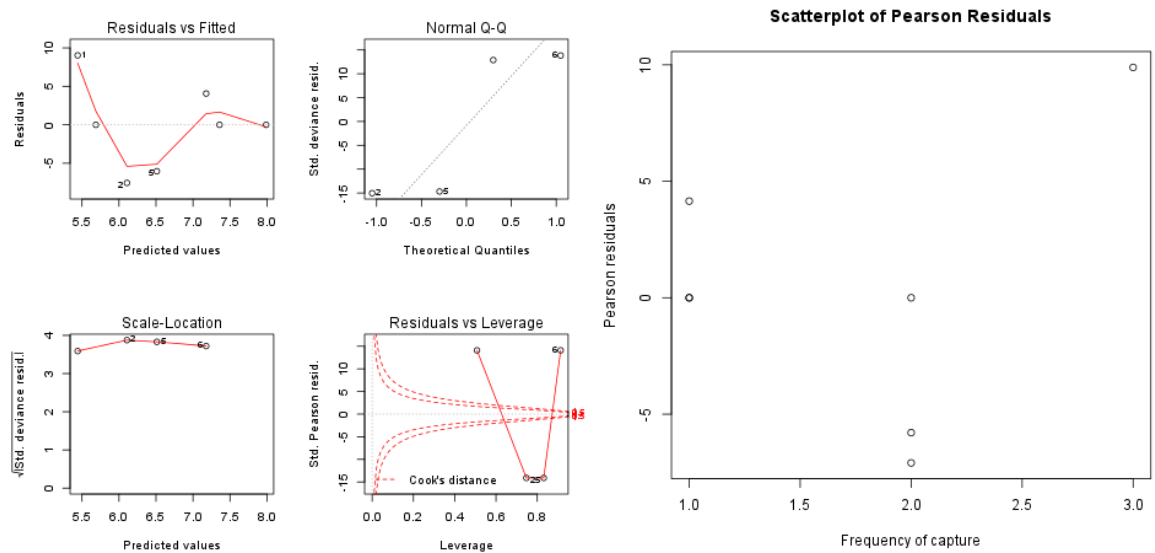 Residuals vs Fitted
Residuals
10
5
0
-5
1
2
5
5.5 6.0 6.5 7.0 7.5 8.0
Predicted values
Normal Q-Q
Std. deviance resid.
15
5
0
-5
-15
2
5
6
-1.0 -0.5 0.0 0.5 1.0
Theoretical Quantiles
Scale-Location
√|Std. deviance resid.|
4
3
2
1
0
2
5
6
5.5 6.0 6.5 7.0 7.5 8.0
Predicted values
Residuals vs Leverage
Std. Pearson resid.
15
5
0
-5
-15
6
25
Cook's distance
0.0 0.2 0.4 0.6 0.8
Leverage
Scatterplot of Pearson Residuals
Pearson residuals
10
5
0
-5
1.0 1.5 2.0 2.5 3.0
Frequency of capture